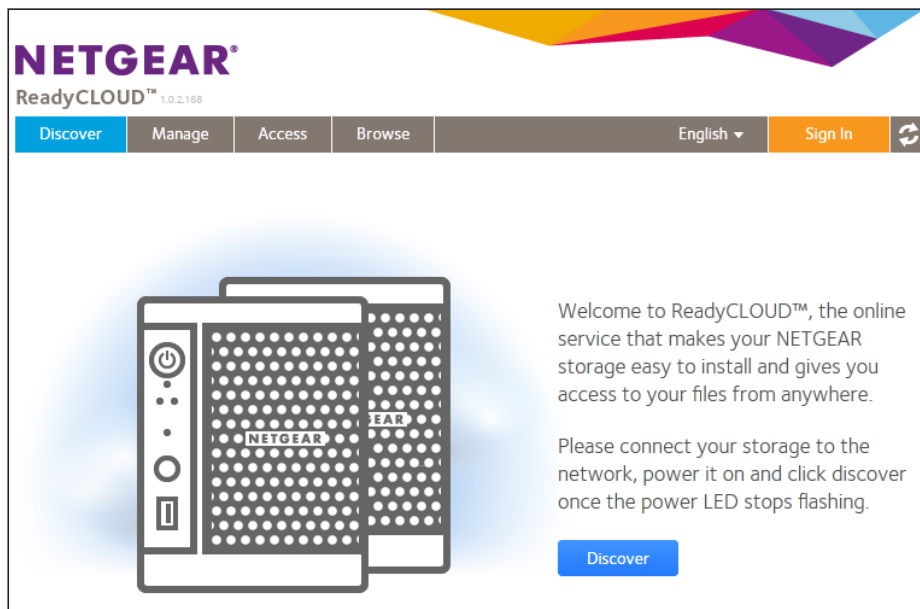 NETGEAR®
ReadyCLOUD™ 1.0.2.168
Discover Manage Access Browse English Sign In
Welcome to ReadyCLOUD™, the online
service that makes your NETGEAR
storage easy to install and gives you
access to your files from anywhere.
NETGEAR
EAR
Please connect your storage to the
network, power it on and click discover
once the power LED stops flashing.
Discover